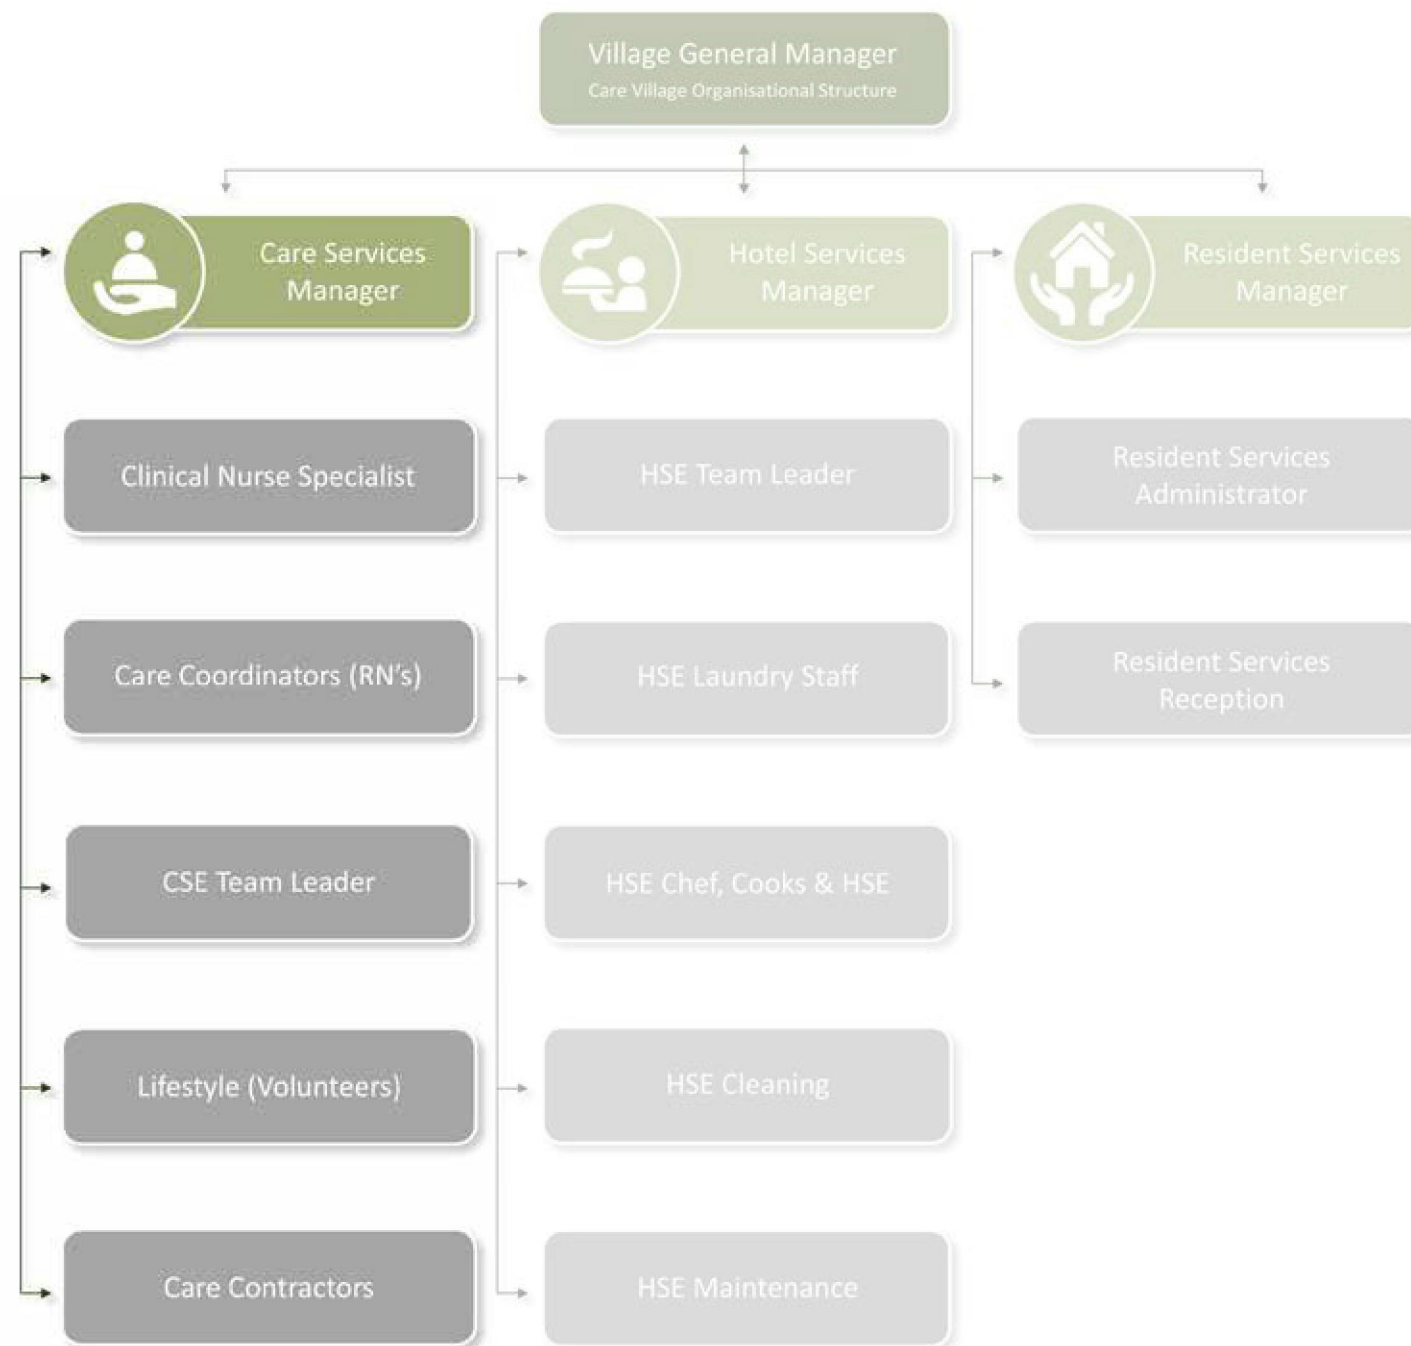 Village General Manager
Care Village Organisational Structure
Care Services
Manager
Hotel Services
Manager
Resident Services
Manager
Clinical Nurse Specialist
HSE Team Leader
Resident Services
Administrator
Care Coordinators (RN's)
HSE Laundry Staff
Resident Services
Reception
CSE Team Leader
HSE Chef, Cooks & HSE
Lifestyle (Volunteers)
HSE Cleaning
Care Contractors
HSE Maintenance